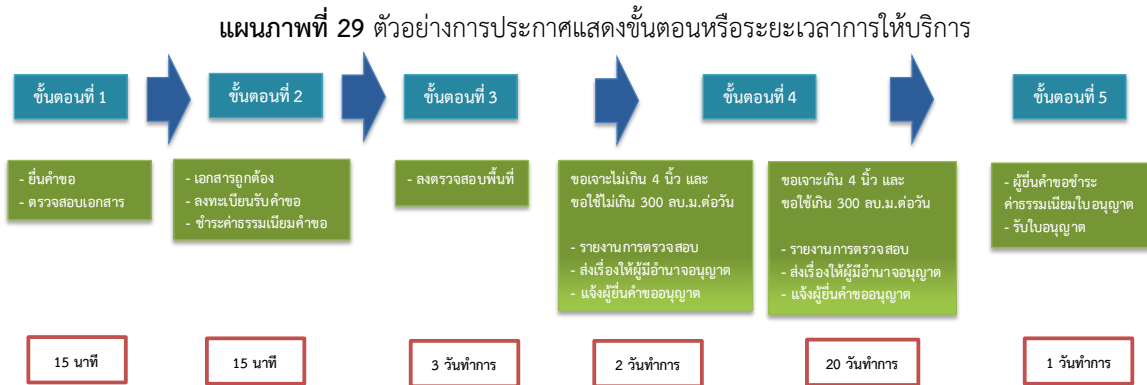 แผนภาพที่ 29 ตัวอย่างการประกาศแสดงขั้นตอนหรือระยะเวลาการให้บริการ
ขั้นตอนที่ 1
ขั้นตอนที่ 2
ขั้นตอนที่ 3
ขั้นตอนที่ 4
ขั้นตอนที่ 5
- ยื่นคำขอ
- ตรวจสอบเอกสาร
- เอกสารถูกต้อง
- ลงทะเบียนรับคำขอ
- ชำระค่าธรรมเนียมคำขอ
- ลงตรวจสอบพื้นที่
ขอเจาะไม่เกิน 4 นิ้ว และ
ขอใช้ไม่เกิน 300 ลบ.ม.ต่อวัน
- รายงานการตรวจสอบ
- ส่งเรื่องให้ผู้มีอำนาจอนุญาต
- แจ้งผู้ยื่นคำขออนุญาต
ขอเจาะเกิน 4 นิ้ว และ
ขอใช้เกิน 300 ลบ.ม.ต่อวัน
- รายงานการตรวจสอบ
- ส่งเรื่องให้ผู้มีอำนาจอนุญาต
- แจ้งผู้ยื่นคำขออนุญาต
- ผู้ยื่นคำขอชำระ
ค่าธรรมเนียมใบอนุญาต
- รับใบอนุญาต
15 นาที
15 นาที
3 วันทำการ
2 วันทำการ
20 วันทำการ
1 วันทำการ